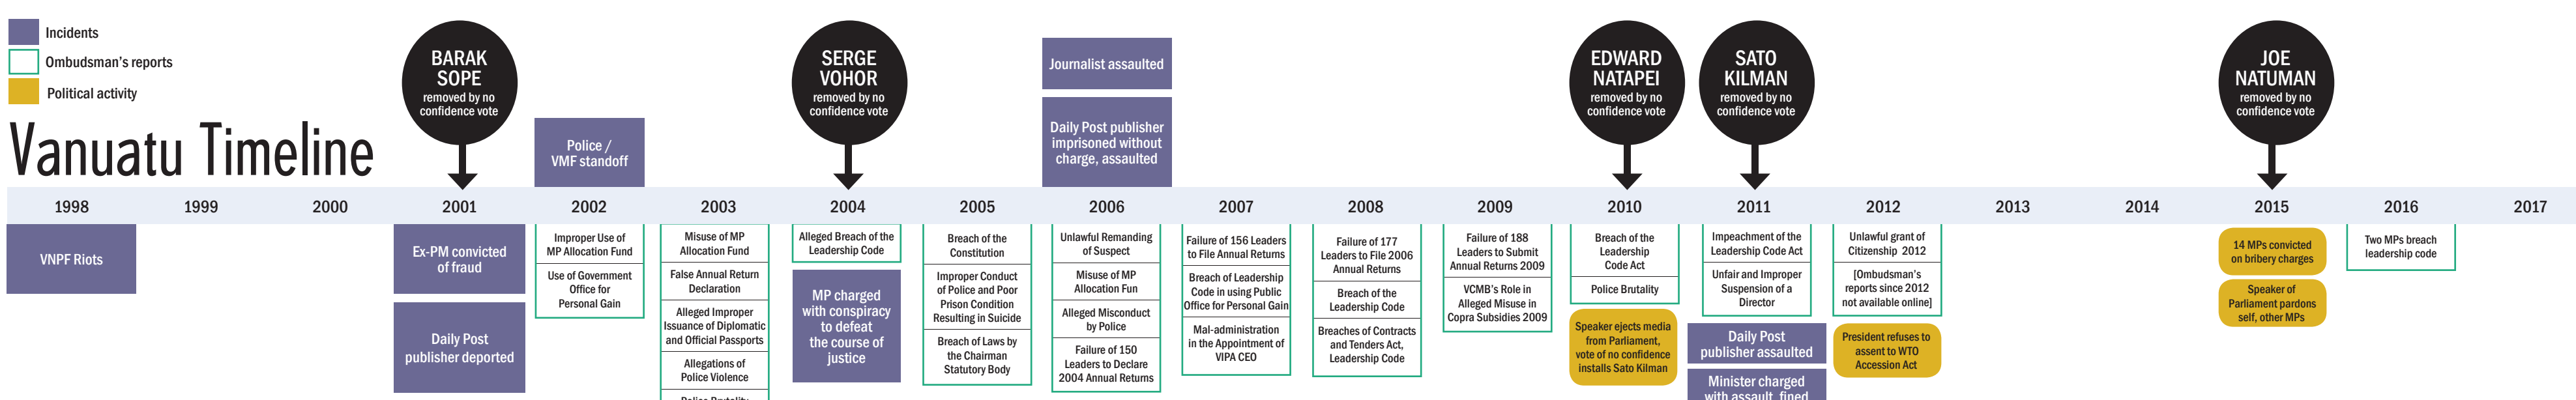 Incidents
Ombudsman's reports
Political activity
Vanuatu Timeline
BARAK
SOPE
removed by no
confidence vote
SERGE
VOHOR
removed by no
confidence vote
EDWARD
NATAPEI
removed by no
confidence vote
SATO
KILMAN
removed by no
confidence vote
JOE
NATUMAN
removed by no
confidence vote
Police /
VMF standoff
Journalist assaulted
Daily Post publisher
imprisoned without
charge, assaulted
1998 1999 2000 2001 2002 2003 2004 2005 2006 2007 2008 2009 2010 2011 2012 2013 2014 2015 2016 2017
VNPF Riots
Ex-PM convicted
of fraud
Daily Post
publisher deported
Improper Use of
MP Allocation Fund
Use of Government
Office for
Personal Gain
Misuse of MP
Allocation Fund
False Annual Return
Declaration
Alleged Improper
Issuance of Diplomatic
and Official Passports
Allegations of
Police Violence
Police Brutality
Alleged Breach of the
Leadership Code
MP charged
with conspiracy
to defeat
the course of
justice
Breach of the
Constitution
Improper Conduct
of Police and Poor
Prison Condition
Resulting in Suicide
Breach of Laws by
the Chairman
Statutory Body
Unlawful Remanding
of Suspect
Misuse of MP
Allocation Fun
Alleged Misconduct
by Police
Failure of 150
Leaders to Declare
2004 Annual Returns
Failure of 156 Leaders
to File Annual Returns
Breach of Leadership
Code in using Public
Office for Personal Gain
Mal-administration
in the Appointment of
VIPA CEO
Failure of 177
Leaders to File 2006
Annual Returns
Breach of the
Leadership Code
Breaches of Contracts
and Tenders Act,
Leadership Code
Failure of 188
Leaders to Submit
Annual Returns 2009
VCMB's Role in
Alleged Misuse in
Copra Subsidies 2009
Breach of the
Leadership
Code Act
Police Brutality
Speaker ejects media
from Parliament,
vote of no confidence
installs Sato Kilman
Impeachment of the
Leadership Code Act
Unfair and Improper
Suspension of a
Director
Daily Post
publisher assaulted
Minister charged
with assault, fined
Unlawful grant of
Citizenship 2012
[Ombudsman's
reports since 2012
not available online]
President refuses to
assent to WTO
Accession Act
14 MPs convicted
on bribery charges
Speaker of
Parliament pardons
self, other MPs
Two MPs breach
leadership code